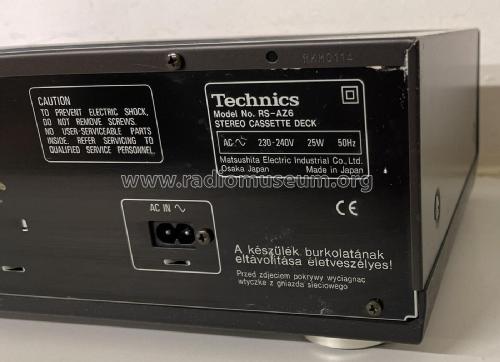 RKM0114
CAUTION
TO PREVENT ELECTRIC SHOCK,
DO NOT REMOVE SCREWS.
NO USER-SERVICEABLE PARTS
INSIDE. REFER SERVICING TO
QUALIFIED SERVICE PERSONNEL.
Technics
Model No. RS-AZ6
STEREO CASSETTE DECK
AC 230-240V 25W 50Hz
Matsushita Electric Industrial Co., Ltd.
Osaka Japan Made in Japan
www.radiomuseum.org
AC IN
CE
A készülék burkolatának
eltávolítása életveszélyes!
Przed zdjeciem pokrywy wyciagnac
wtyczke z gniazda sieciowego